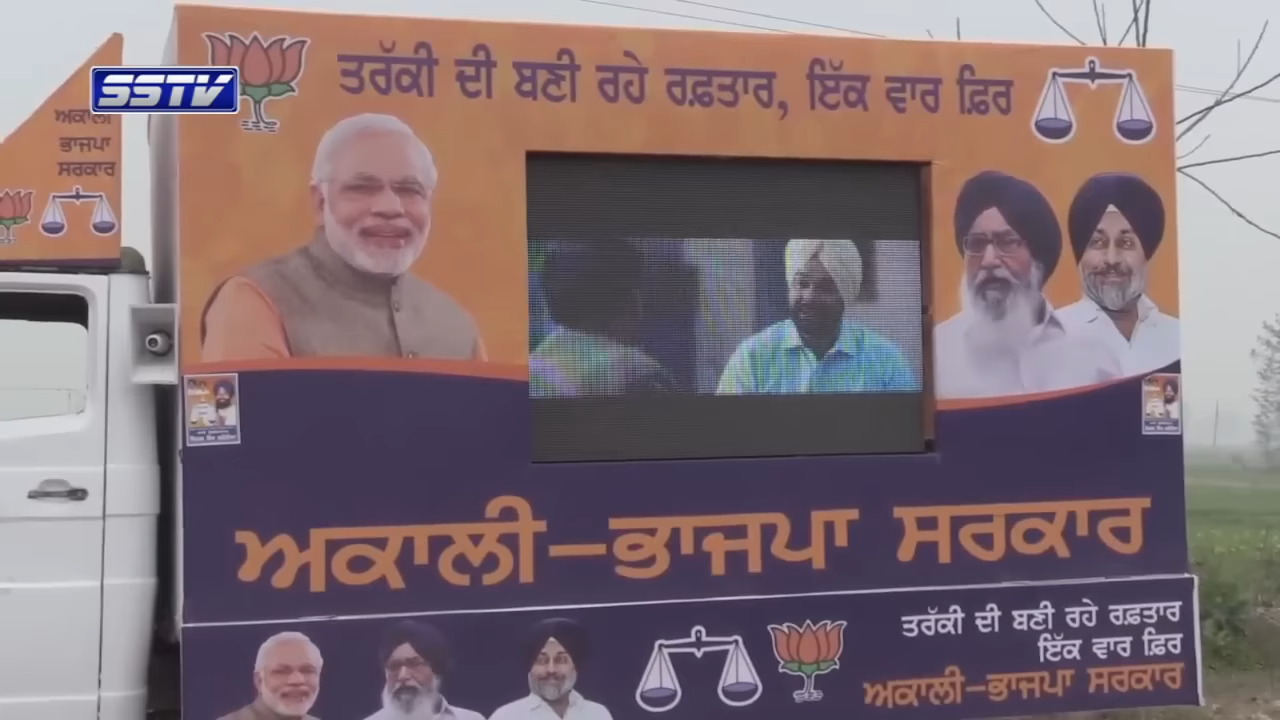 SSTV
ਤਰੱਕੀ ਦੀ ਬਣੀ ਰਹੇ ਰਫ਼ਤਾਰ, ਇੱਕ ਵਾਰ ਫ਼ਿਰ
ਅਕਾਲੀ
ਭਾਜਪਾ
ਸਰਕਾਰ
ਅਕਾਲੀ-ਭਾਜਪਾ ਸਰਕਾਰ
ਤਰੱਕੀ ਦੀ ਬਣੀ ਰਹੇ ਰਫ਼ਤਾਰ
ਇੱਕ ਵਾਰ ਫ਼ਿਰ
ਅਕਾਲੀ-ਭਾਜਪਾ ਸਰਕਾਰ